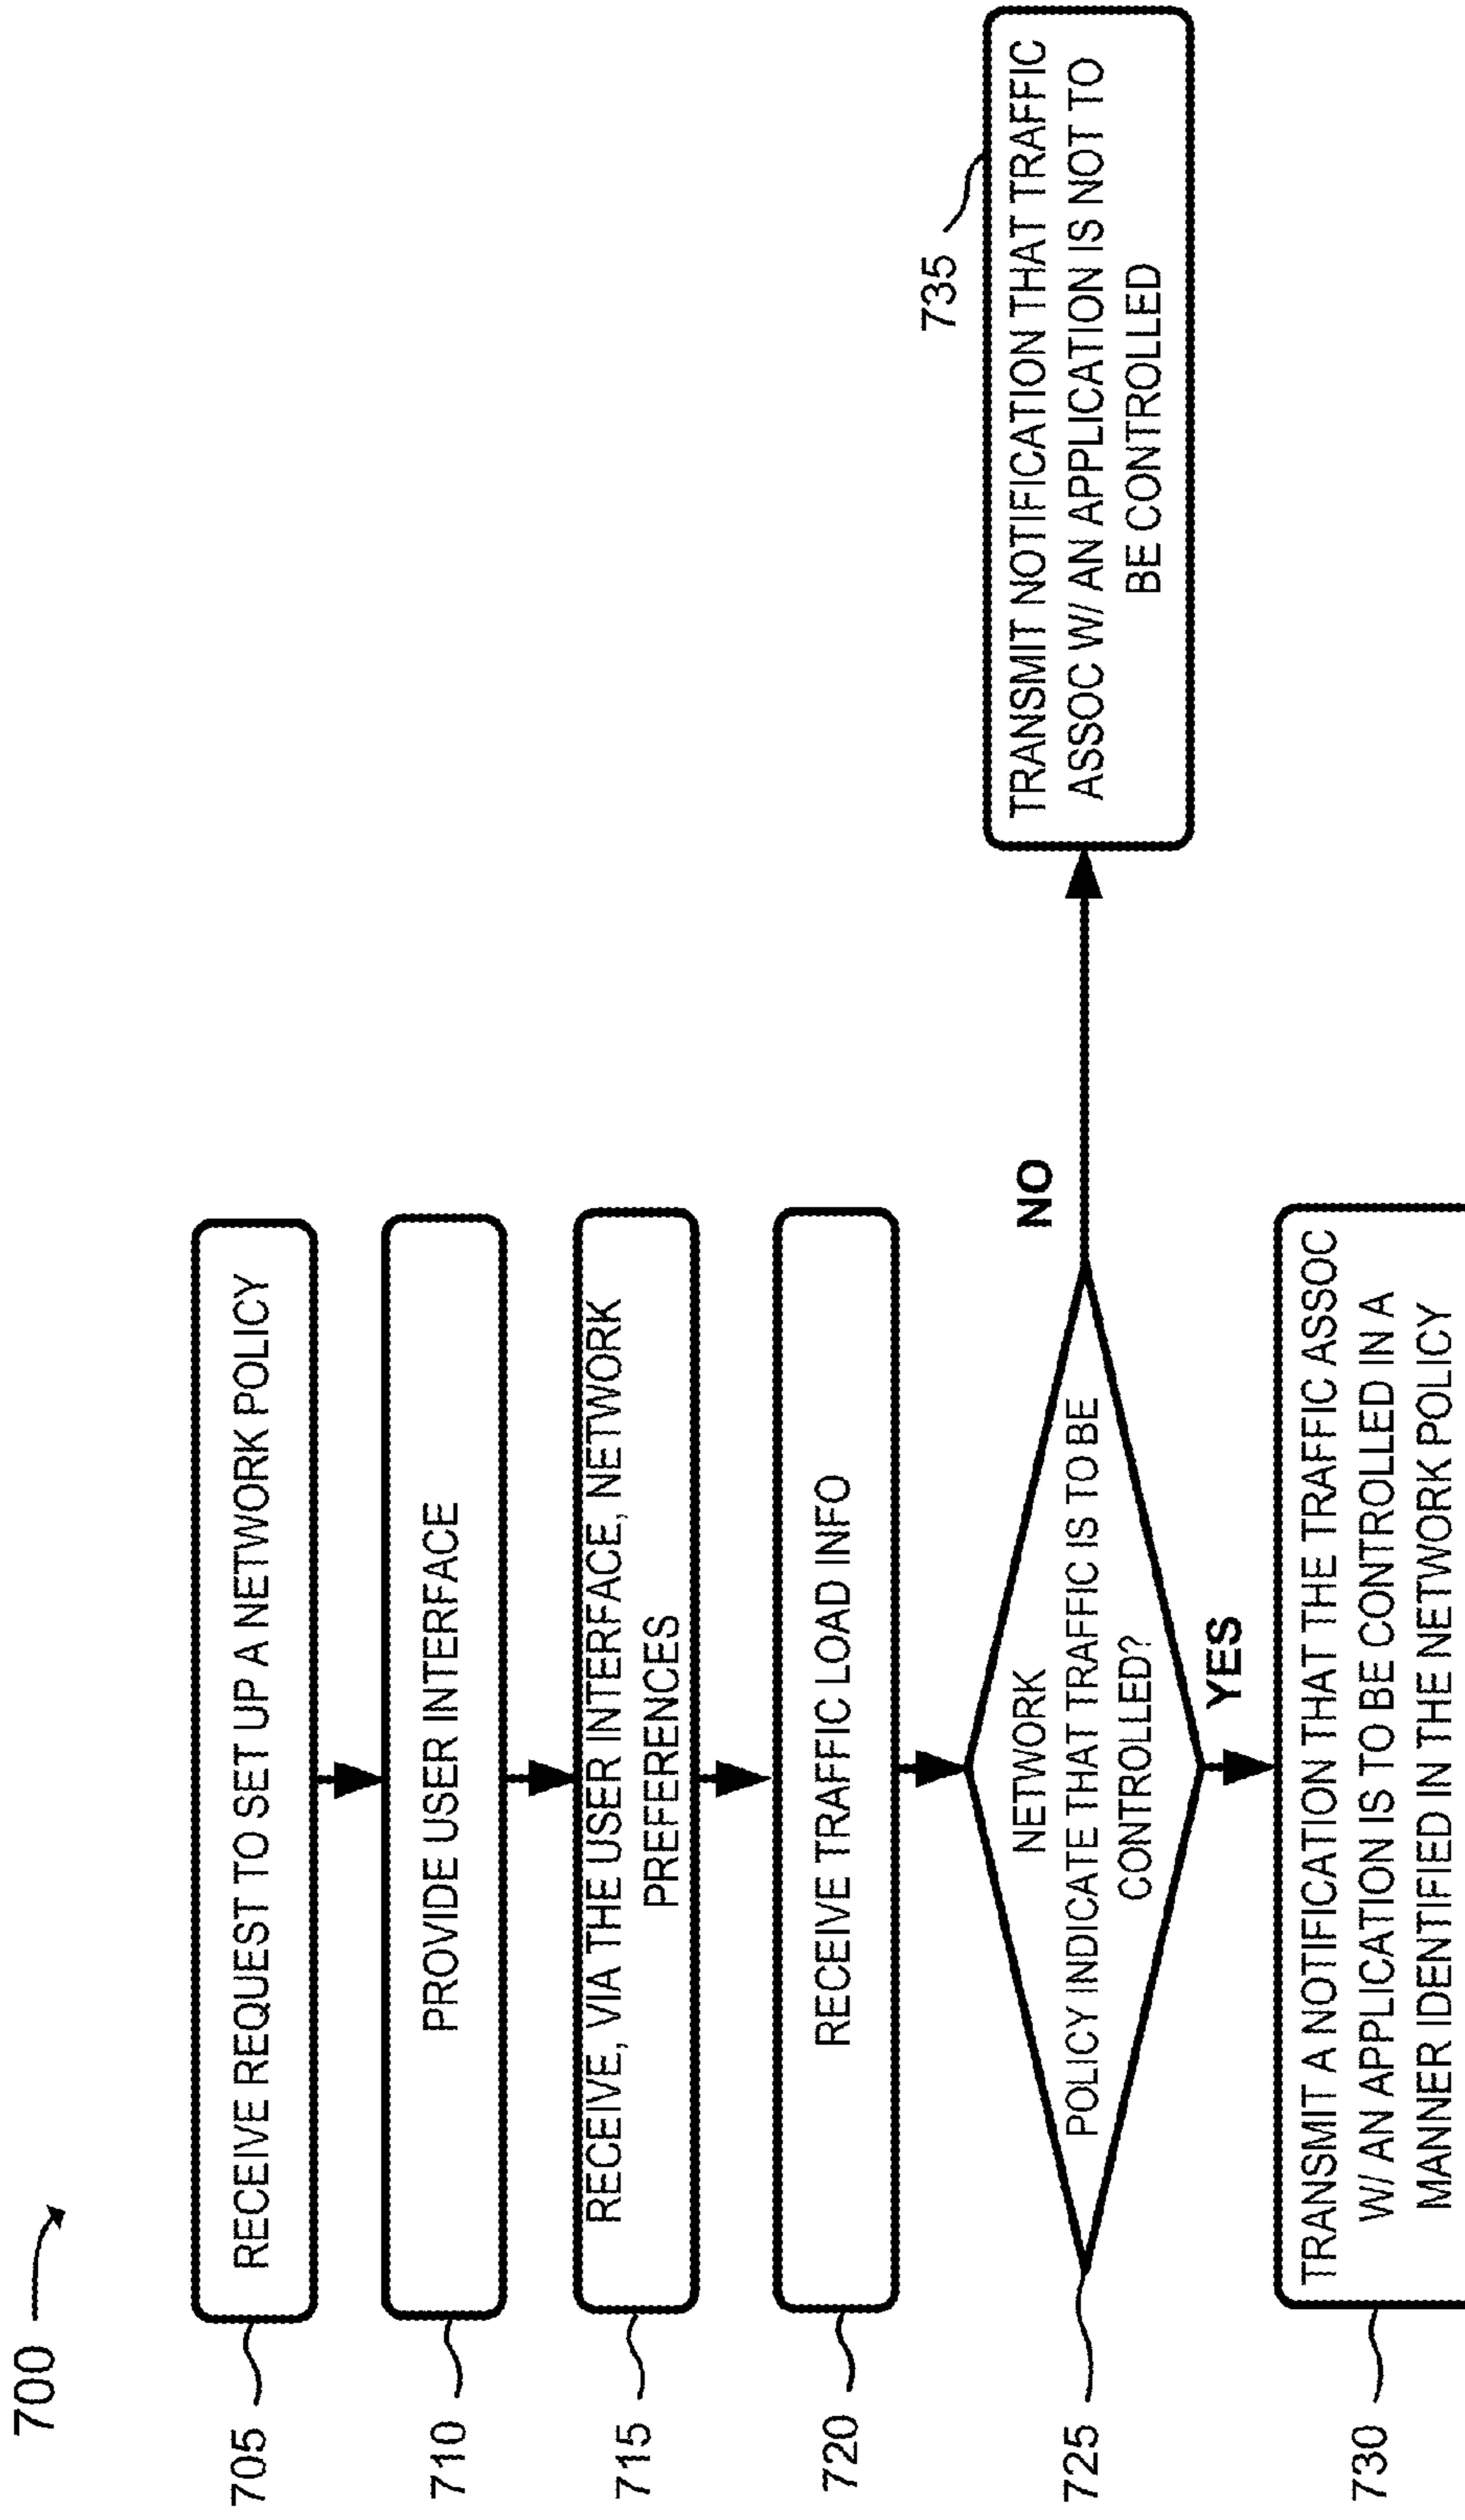 700
705
RECEIVE REQUEST TO SET UP A NETWORK POLICY
710
PROVIDE USER INTERFACE
715
RECEIVE, VIA THE USER INTERFACE, NETWORK
PREFERENCES
720
RECEIVE TRAFFIC LOAD INFO
725
NETWORK
POLICY INDICATE THAT TRAFFIC IS TO BE
CONTROLLED?
NO
735
TRANSMIT NOTIFICATION THAT TRAFFIC
ASSOC W/ AN APPLICATION IS NOT TO
BE CONTROLLED
YES
730
TRANSMIT A NOTIFICATION THAT THE TRAFFIC ASSOC
W/ AN APPLICATION IS TO BE CONTROLLED IN A
MANNER IDENTIFIED IN THE NETWORK POLICY